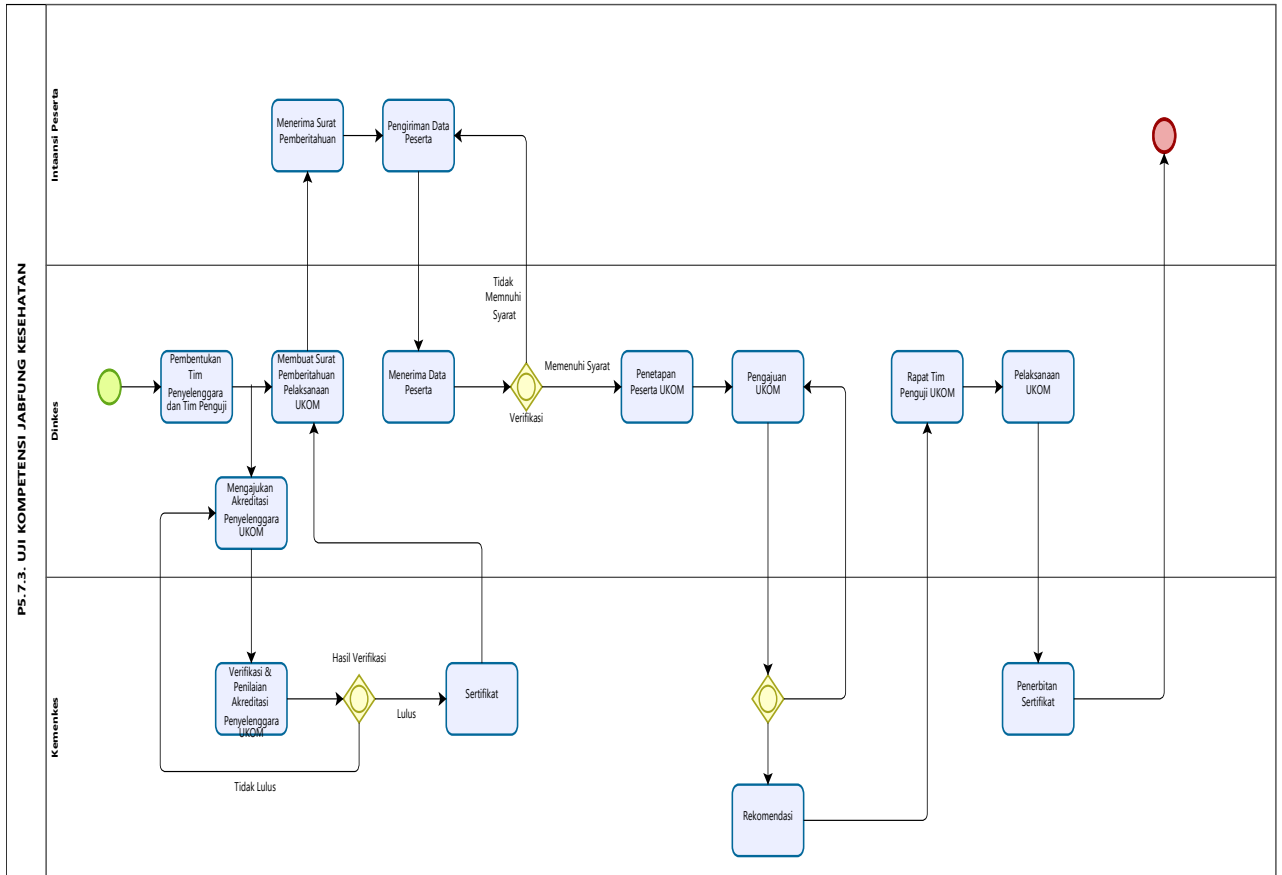 P5.7.3. UJI KOMPETENSI JABFUNG KESEHATAN
Intaansi Peserta
Menerima Surat
Pemberitahuan
Pengiriman Data
Peserta
Dinkes
Pembentukan
Tim
Penyelenggara
dan Tim Penguji
Membuat Surat
Pemberitahuan
Pelaksanaan
UKOM
Menerima Data
Peserta
Tidak
Memnuhi
Syarat
Verifikasi
Memenuhi Syarat
Penetapan
Peserta UKOM
Pengajuan
UKOM
Rapat Tim
Penguji UKOM
Pelaksanaan
UKOM
Mengajukan
Akreditasi
Penyelenggara
UKOM
Kemenkes
Verifikasi &
Penilaian
Akreditasi
Penyelenggara
UKOM
Hasil Verifikasi
Lulus
Tidak Lulus
Sertifikat
Rekomendasi
Penerbitan
Sertifikat